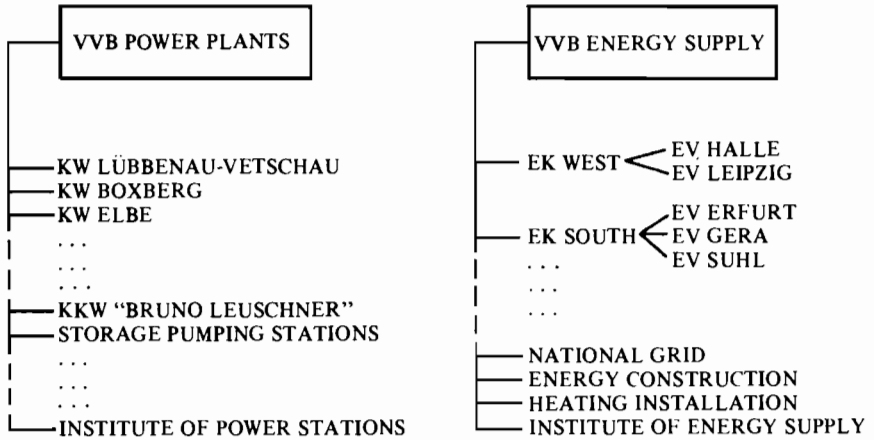 VVB POWER PLANTS
KW LÜBBENAU-VETSCHAU
KW BOXBERG
KW ELBE
. . .
. . .
. . .
KKW “BRUNO LEUSCHNER”
STORAGE PUMPING STATIONS
. . .
. . .
. . .
INSTITUTE OF POWER STATIONS
VVB ENERGY SUPPLY
EK WEST
EV HALLE
EV LEIPZIG
EK SOUTH
EV ERFURT
EV GERA
EV SUHL
. . .
. . .
. . .
NATIONAL GRID
ENERGY CONSTRUCTION
HEATING INSTALLATION
INSTITUTE OF ENERGY SUPPLY